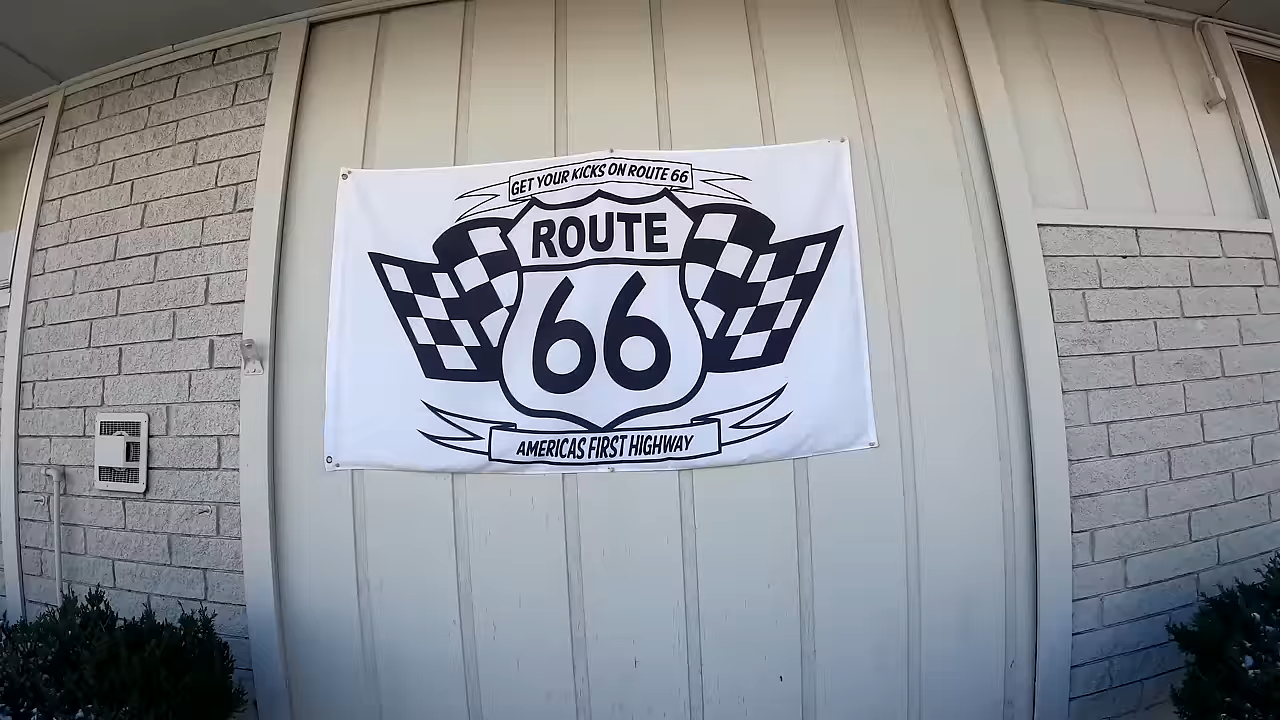 GET YOUR KICKS ON ROUTE 66
ROUTE
66
AMERICAS FIRST HIGHWAY